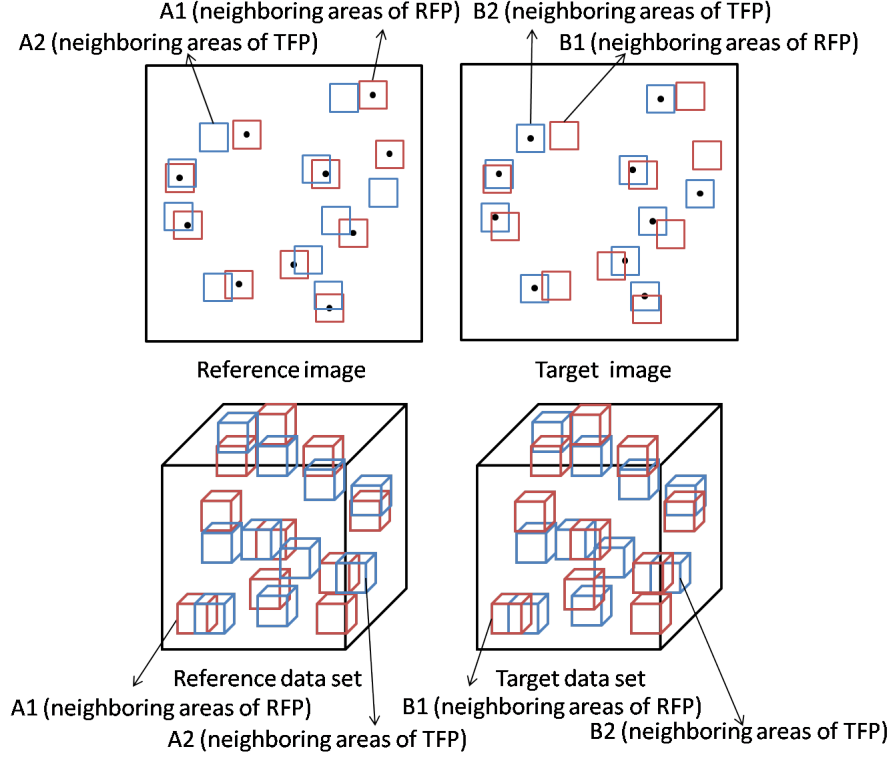 A1 (neighboring areas of RFP) B2 (neighboring areas of TFP)
A2 (neighboring areas of TFP) B1 (neighboring areas of RFP)
Reference image Target image
Reference data set Target data set
A1 (neighboring areas of RFP) B1 (neighboring areas of RFP)
A2 (neighboring areas of TFP) B2 (neighboring areas of TFP)